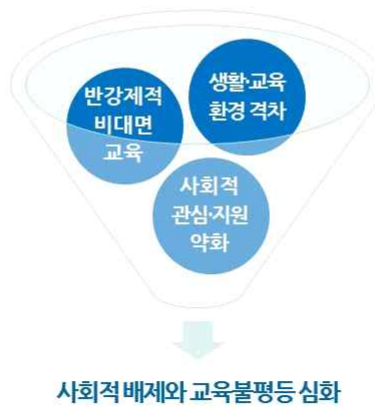 반강제적
비대면
교육
생활·교육
환경 격차
사회적
관심·지원
약화
사회적 배제와 교육불평등 심화